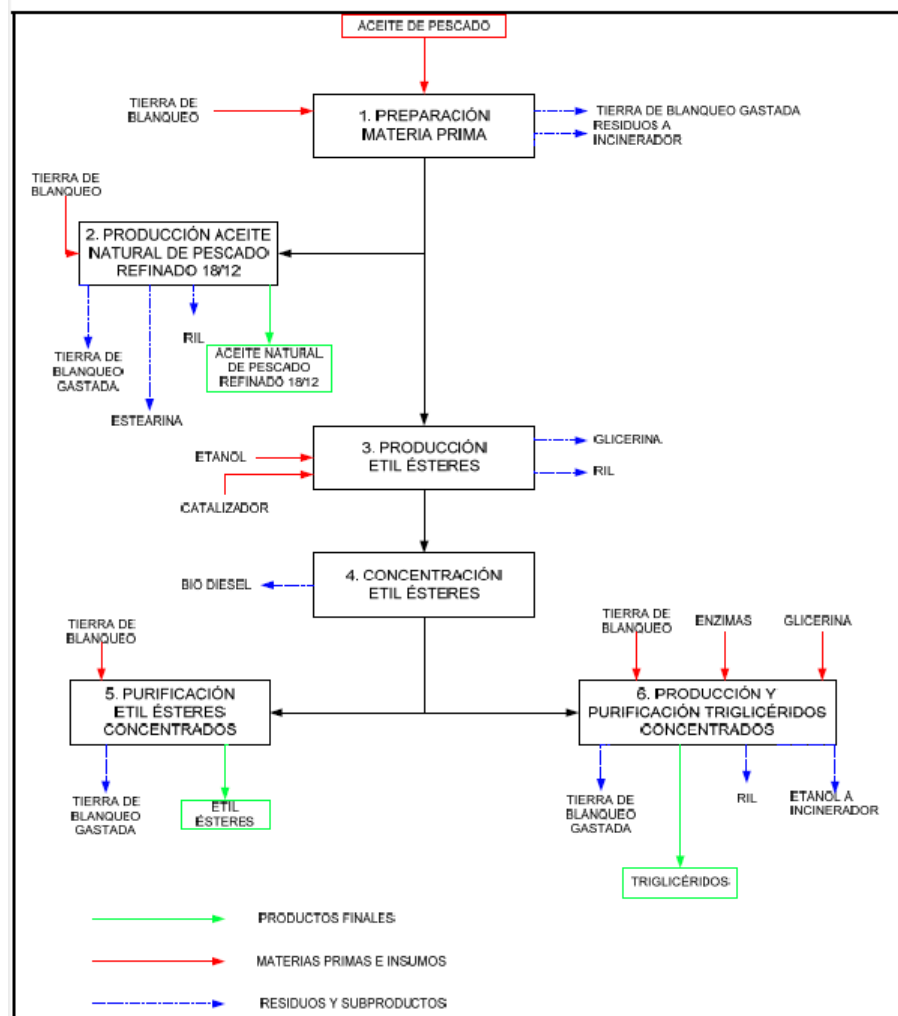 ACEITE DE PESCADO
TIERRA DE
BLANQUEO
1. PREPARACIÓN
MATERIA PRIMA
TIERRA DE BLANQUEO GASTADA
RESIDUOS A
INCINERADOR
TIERRA DE
BLANQUEO
2. PRODUCCIÓN ACEITE
NATURAL DE PESCADO
REFINADO 18/12
TIERRA DE
BLANQUEO
GASTADA
ESTEARINA
RIL
ACEITE NATURAL
DE PESCADO
REFINADO 18/12
ETANOL
CATALIZADOR
3. PRODUCCIÓN
ETIL ÉSTERES
GLICERINA
RIL
BIO DIESEL
4. CONCENTRACIÓN
ETIL ÉSTERES
TIERRA DE
BLANQUEO
5. PURIFICACIÓN
ETIL ÉSTERES
CONCENTRADOS
TIERRA DE
BLANQUEO
GASTADA
ETIL
ÉSTERES
TIERRA DE
BLANQUEO
ENZIMAS
GLICERINA
6. PRODUCCIÓN Y
PURIFICACIÓN TRIGLICÉRIDOS
CONCENTRADOS
TIERRA DE
BLANQUEO
GASTADA
RIL
ETANOL A
INCINERADOR
TRIGLICÉRIDOS
PRODUCTOS FINALES
MATERIAS PRIMAS E INSUMOS
RESIDUOS Y SUBPRODUCTOS